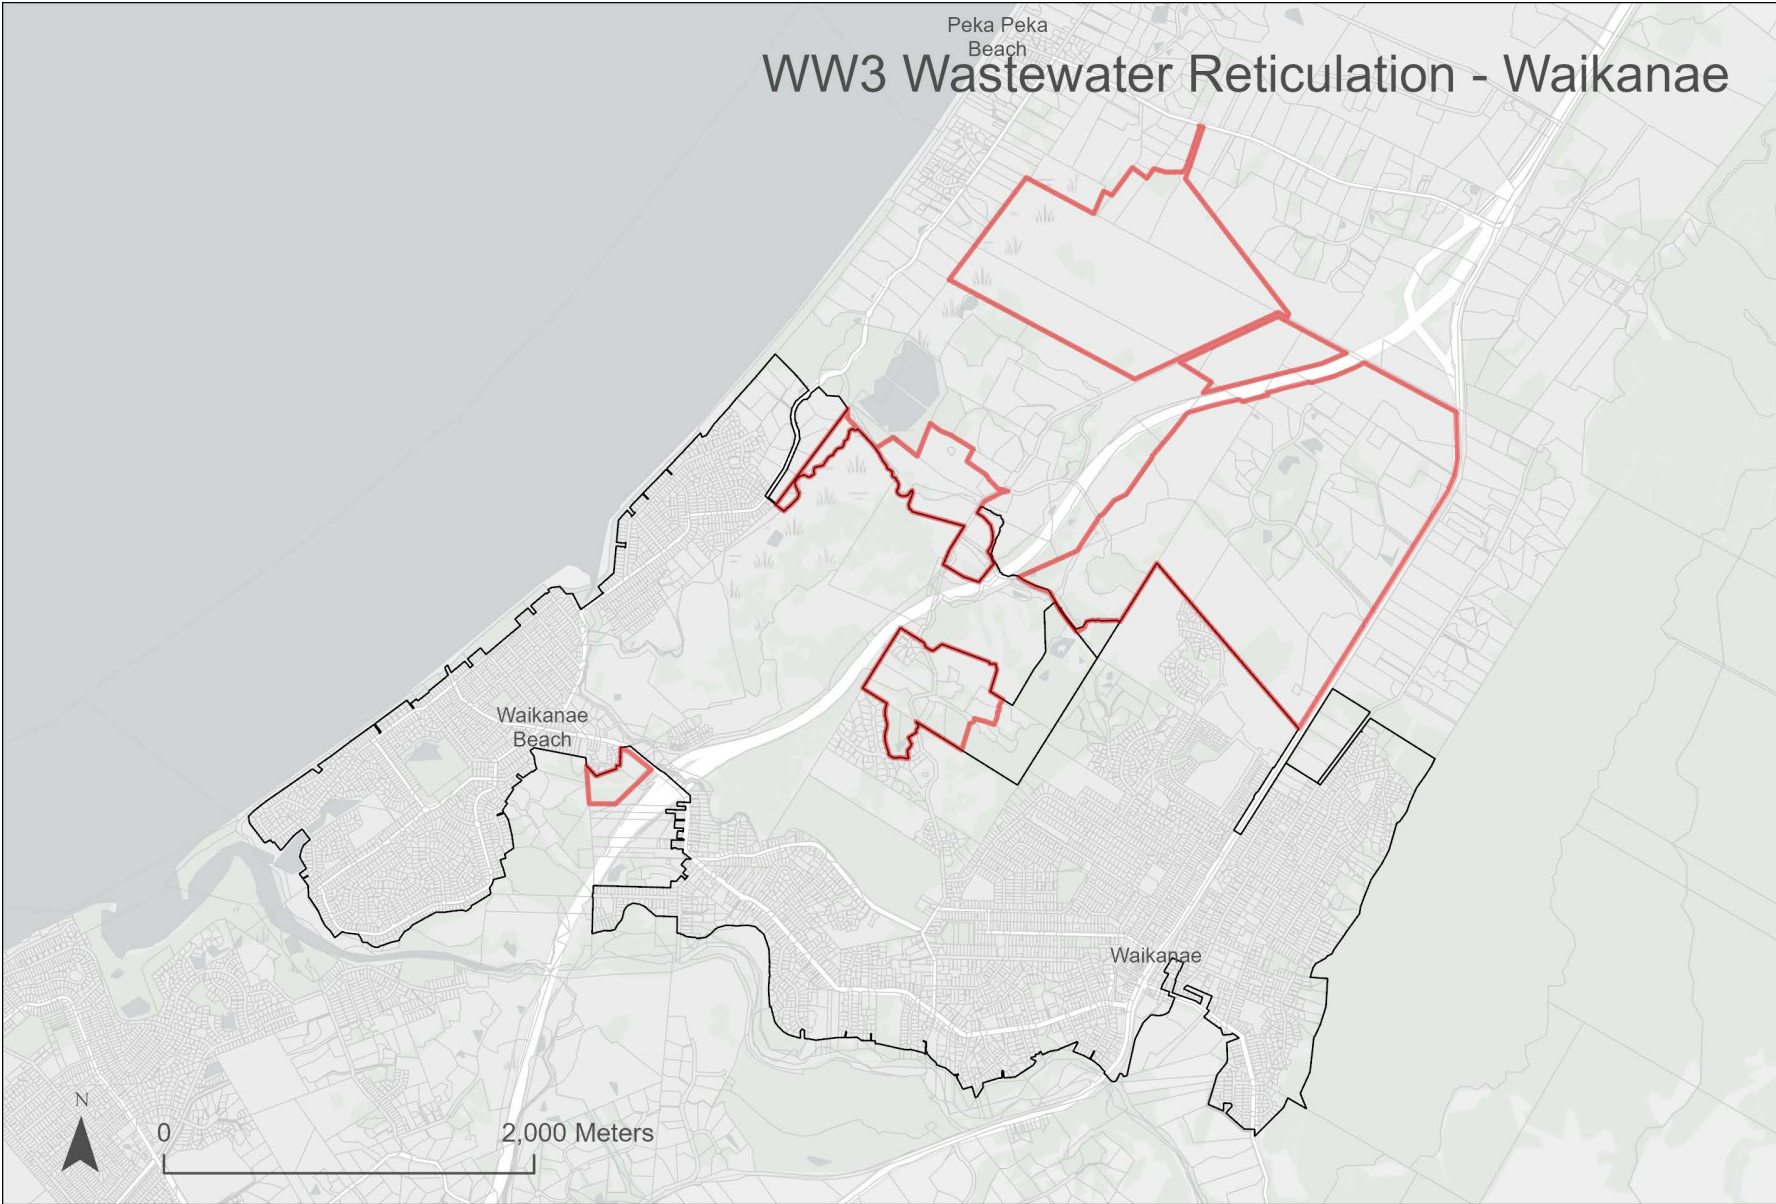 Peka Peka
Beach
WW3 Wastewater Reticulation - Waikanae
Waikanae
Beach
Waikanae
N
0
2,000 Meters